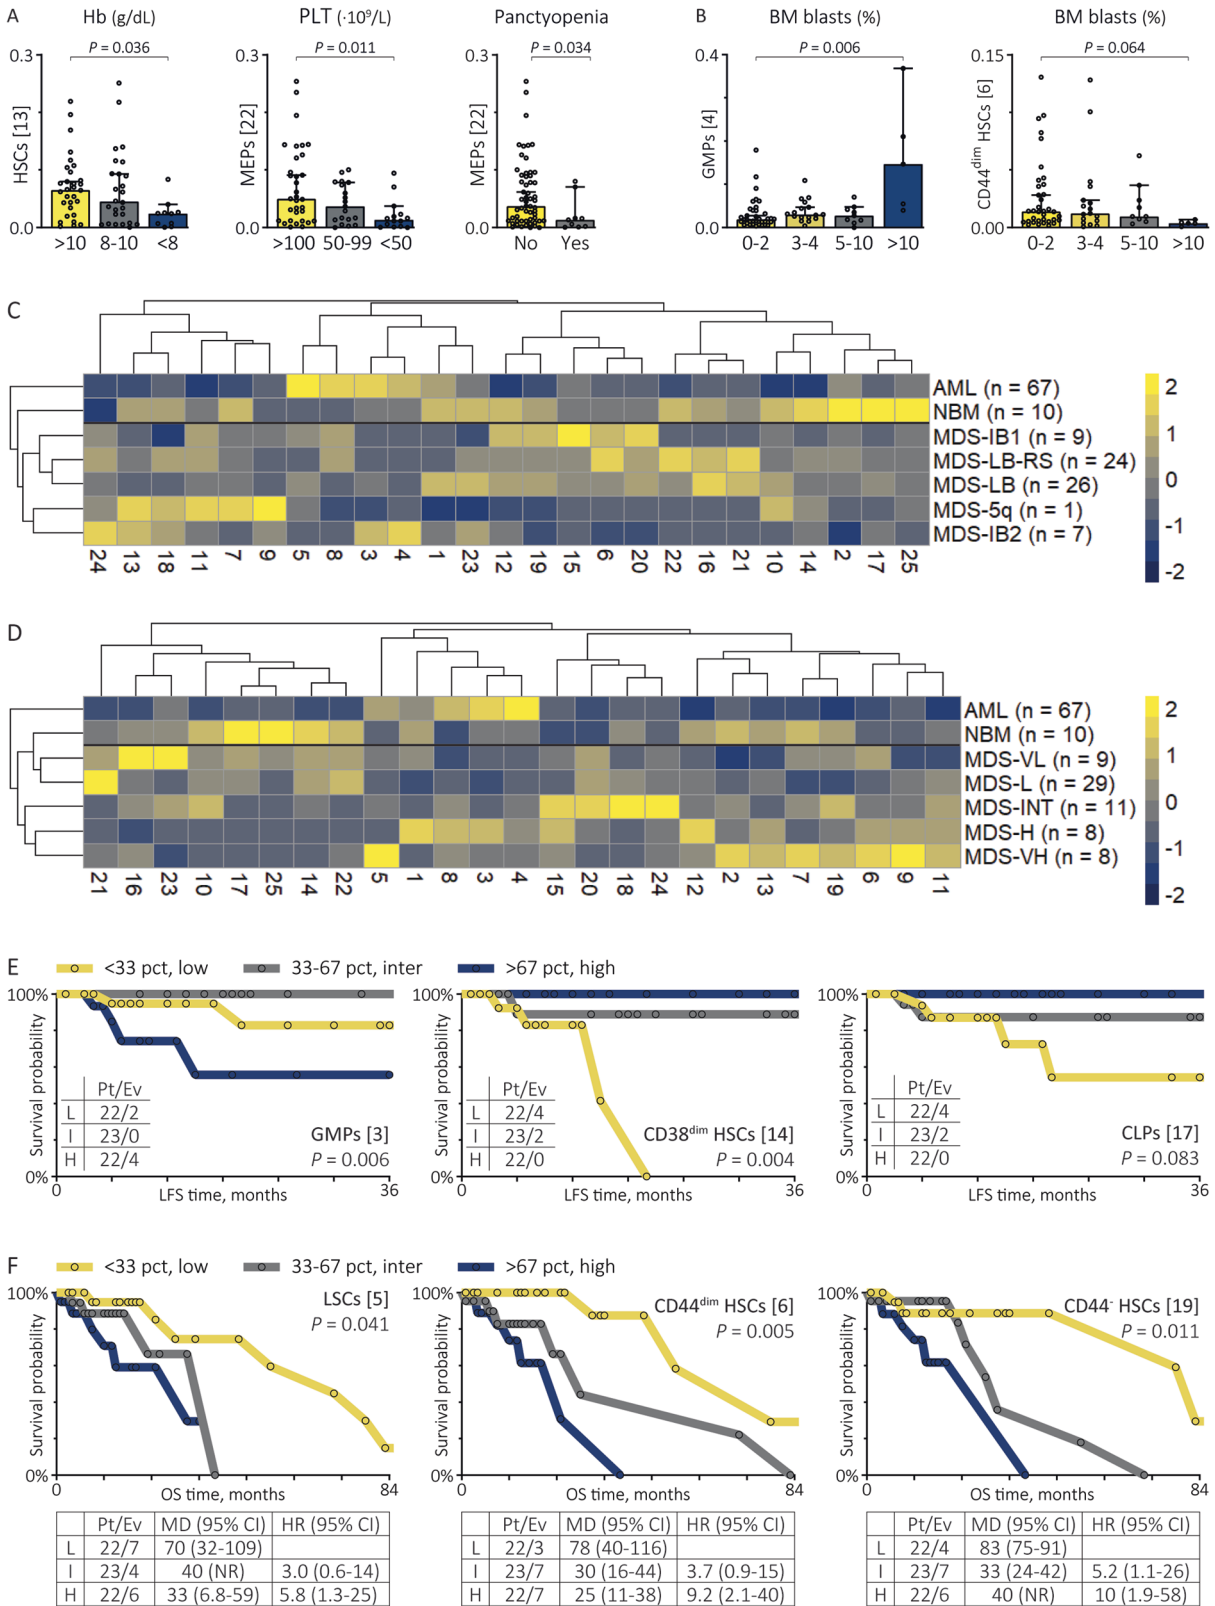 A
Hb (g/dL)
PLT (·10⁹/L)
Panctyopenia
B
BM blasts (%)
BM blasts (%)
P = 0.036
P = 0.011
P = 0.034
P = 0.006
P = 0.064
0.3
0.3
0.3
0.4
0.15
HSCs [13]
MEPs [22]
MEPs [22]
GMPs [4]
CD44dim HSCs [6]
0.0
0.0
0.0
0.0
0.00
>10 8-10 <8
>100 50-99 <50
No Yes
0-2 3-4 5-10 >10
0-2 3-4 5-10 >10
C
AML (n = 67)
NBM (n = 10)
MDS-IB1 (n = 9)
MDS-LB-RS (n = 24)
MDS-LB (n = 26)
MDS-5q (n = 1)
MDS-IB2 (n = 7)
24 13 18 11 7 9 5 8 3 4 1 23 12 19 15 6 20 22 16 21 10 14 2 17 25
2
1
0
-1
-2
D
AML (n = 67)
NBM (n = 10)
MDS-VL (n = 9)
MDS-L (n = 29)
MDS-INT (n = 11)
MDS-H (n = 8)
MDS-VH (n = 8)
21 16 23 10 17 25 14 22 5 1 8 3 4 15 20 18 24 12 2 13 7 19 6 9 11
2
1
0
-1
-2
E
<33 pct, low
33-67 pct, inter
>67 pct, high
100%
Survival probability
Pt/Ev
L 22/2
I 23/0
H 22/4
GMPs [3]
P = 0.006
0%
0
LFS time, months
36
100%
Survival probability
Pt/Ev
L 22/4
I 23/2
H 22/0
CD38dim HSCs [14]
P = 0.004
0%
0
LFS time, months
36
100%
Survival probability
Pt/Ev
L 22/4
I 23/2
H 22/0
CLPs [17]
P = 0.083
0%
0
LFS time, months
36
F
<33 pct, low
33-67 pct, inter
>67 pct, high
100%
Survival probability
LSCs [5]
P = 0.041
0%
0
OS time, months
84
Pt/Ev MD (95% CI) HR (95% CI)
L 22/7 70 (32-109)
I 23/4 40 (NR) 3.0 (0.6-14)
H 22/6 33 (6.8-59) 5.8 (1.3-25)
100%
Survival probability
CD44dim HSCs [6]
P = 0.005
0%
0
OS time, months
84
Pt/Ev MD (95% CI) HR (95% CI)
L 22/3 78 (40-116)
I 23/7 30 (16-44) 3.7 (0.9-15)
H 22/7 25 (11-38) 9.2 (2.1-40)
100%
Survival probability
CD44- HSCs [19]
P = 0.011
0%
0
OS time, months
84
Pt/Ev MD (95% CI) HR (95% CI)
L 22/4 83 (75-91)
I 23/7 33 (24-42) 5.2 (1.1-26)
H 22/6 40 (NR) 10 (1.9-58)